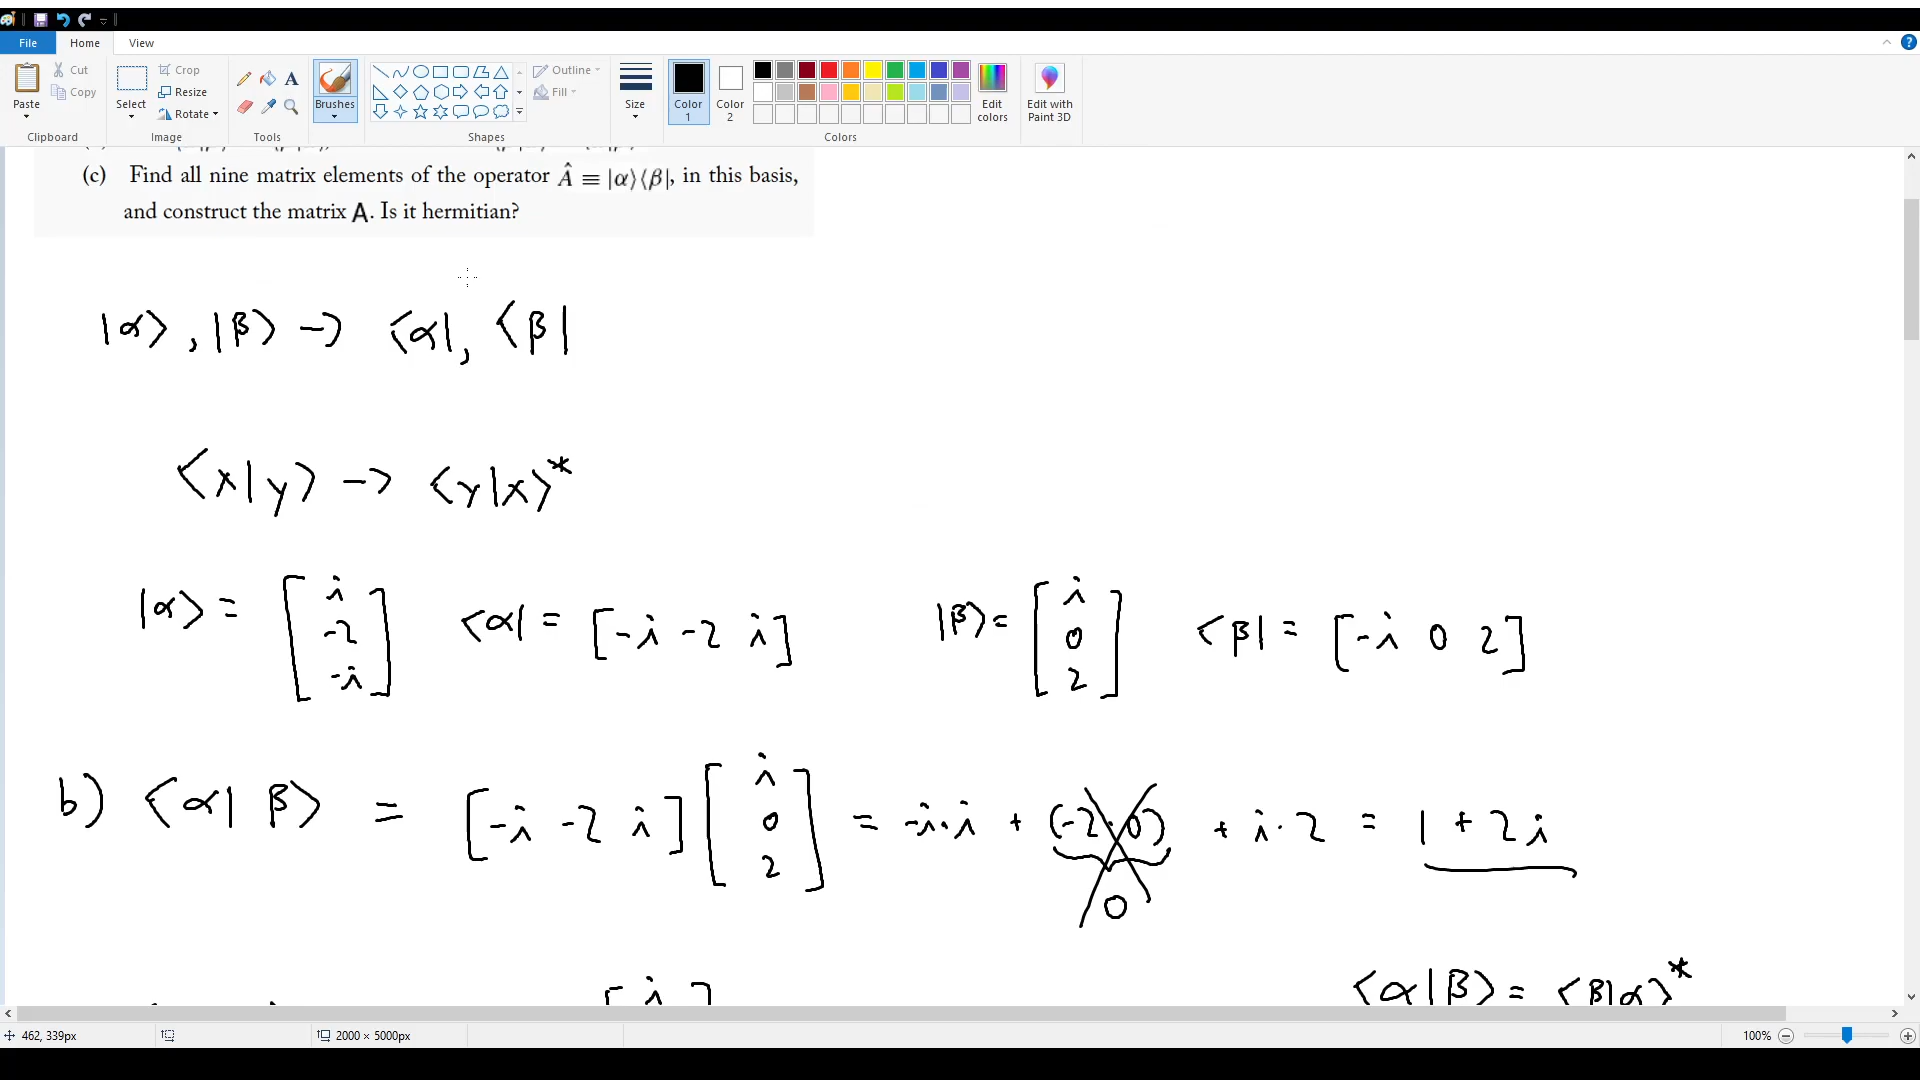 File Home View
Paste Cut Copy Clipboard
Select Crop Resize Rotate Image
A Tools
Brushes
Shapes
Outline Fill
Size
Color 1 Color 2
Edit colors
Colors
Edit with Paint 3D
(c) Find all nine matrix elements of the operator Â ≡ |α⟩⟨β|, in this basis,
and construct the matrix A. Is it hermitian?
|α⟩, |β⟩ → ⟨α|, ⟨β|
⟨x|y⟩ → ⟨y|x⟩*
|α⟩ = [i -2 -i] ⟨α| = [-i -2 i] |β⟩ = [i 0 2] ⟨β| = [-i 0 2]
b) ⟨α|β⟩ = [-i -2 i] [i 0 2] = -i·i + (-2·0) + i·2 = 1 + 2i
0
⟨α|β⟩ = ⟨β|α⟩*
[i]
462, 339px 2000 × 5000px 100%